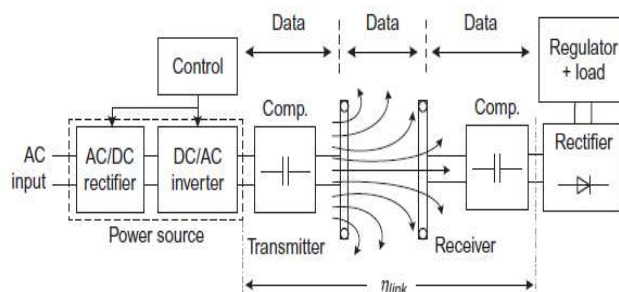 Data
Data
Data
Control
Regulator
+ load
Comp.
Comp.
AC
input
AC/DC
rectifier
DC/AC
inverter
Rectifier
Power source
Transmitter
Receiver
ηlink